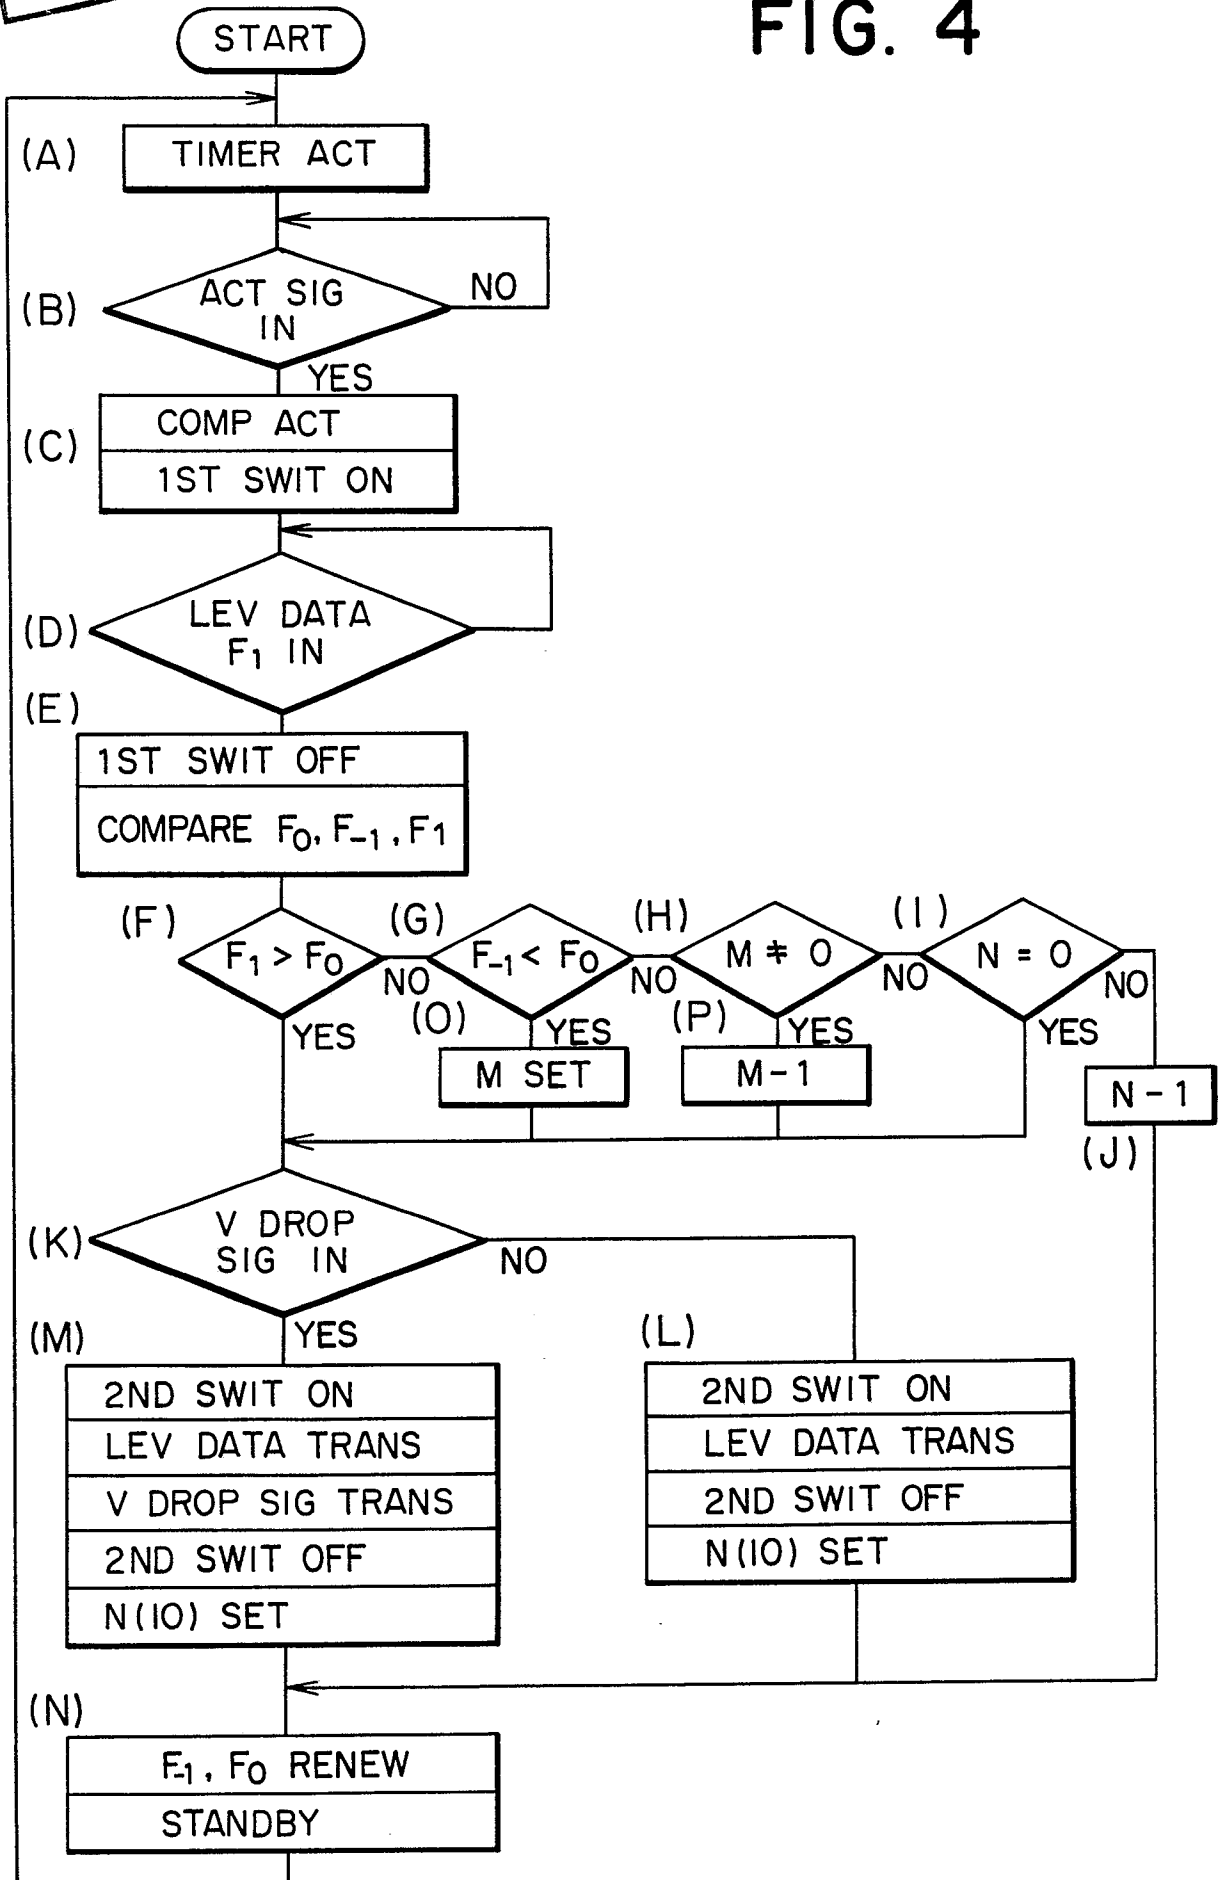 FIG. 4
START
(A)
TIMER ACT
(B)
ACT SIG
IN
NO
YES
(C)
COMP ACT
1ST SWIT ON
(D)
LEV DATA
F₁ IN
(E)
1ST SWIT OFF
COMPARE F₀, F₋₁, F1
(F)
F₁ > F₀
NO
YES
(G)
F₋₁ < F₀
NO
(O)
YES
M SET
(H)
M ≠ 0
NO
(P)
YES
M-1
(I)
N = 0
NO
YES
N-1
(J)
(K)
V DROP
SIG IN
NO
YES
(M)
2ND SWIT ON
LEV DATA TRANS
V DROP SIG TRANS
2ND SWIT OFF
N(10) SET
(L)
2ND SWIT ON
LEV DATA TRANS
2ND SWIT OFF
N(10) SET
(N)
F₋₁, F₀ RENEW
STANDBY